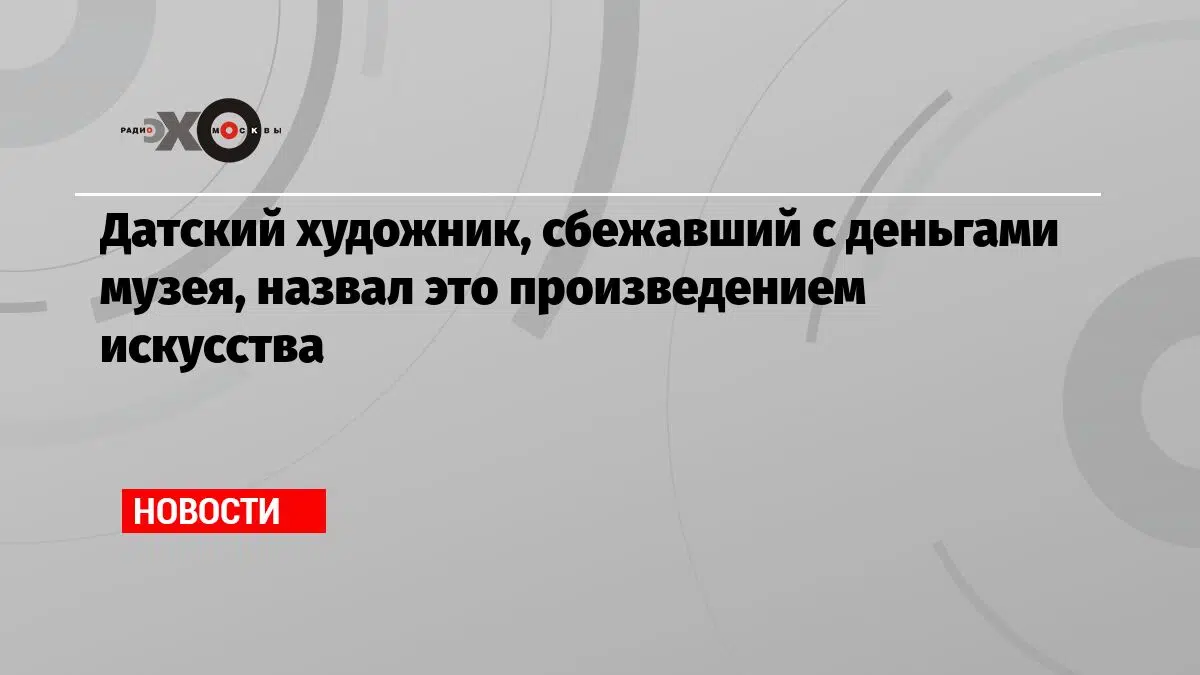 РАДИО ЭХО МОСКВЫ
Датский художник, сбежавший с деньгами
музея, назвал это произведением
искусства
НОВОСТИ